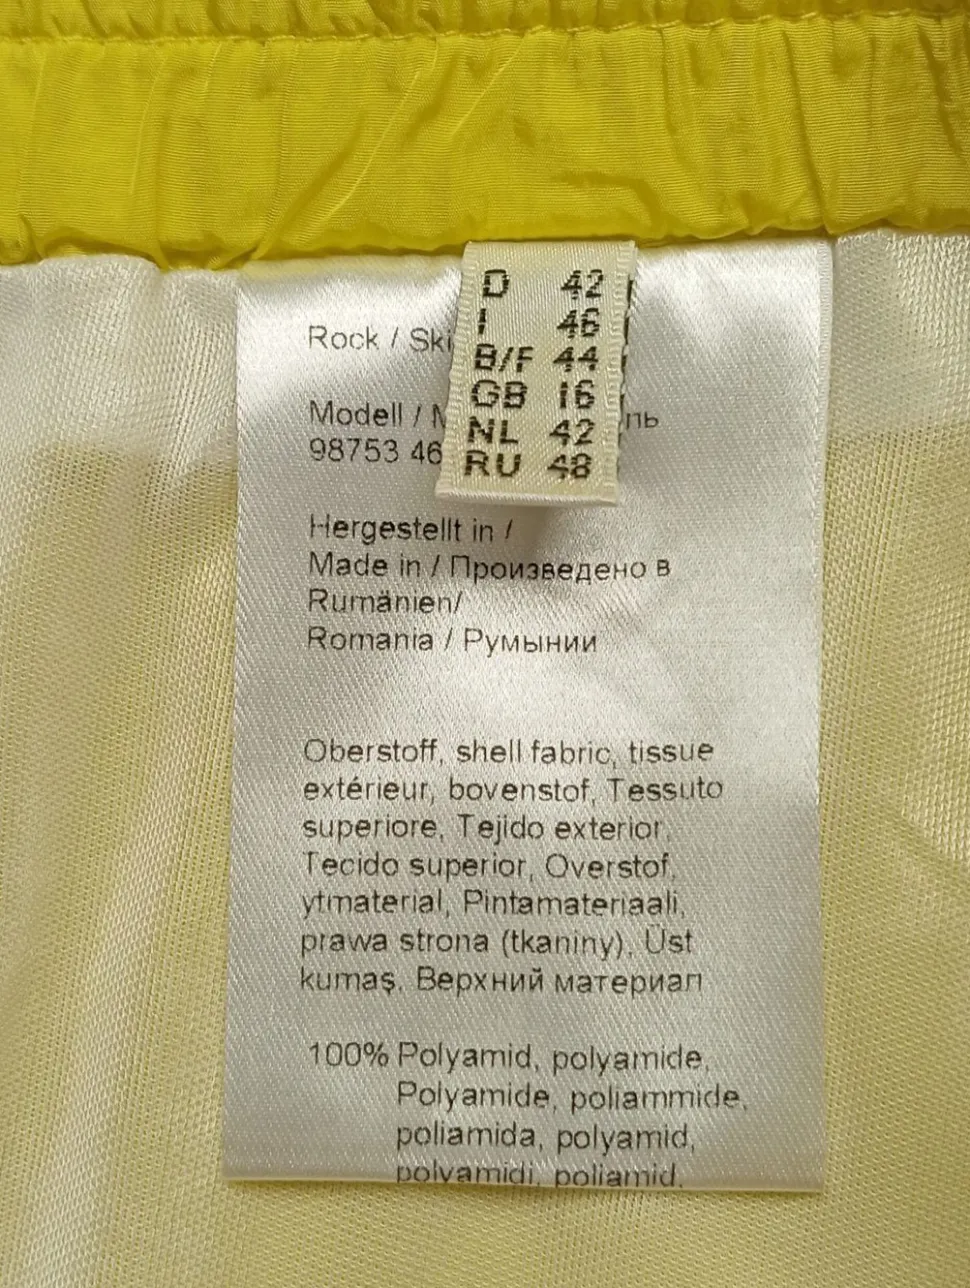 D 42
I 46
B/F 44
GB 16
NL 42
RU 48
Rock /
Modell /
98753 46
Hergestellt in /
Made in / Произведено в
Rumänien/
Romania / Румынии
Oberstoff, shell fabric, tissue
extérieur, bovenstof, Tessuto
superiore, Tejido exterior,
Tecido superior, Overstof,
ytmaterial, Pintamateriaali,
prawa strona (tkaniny), Üst
kumaş, Верхний материал
100% Polyamid, polyamide,
Polyamide, poliammide,
poliamida, polyamid,
polyamidi, poliamid,